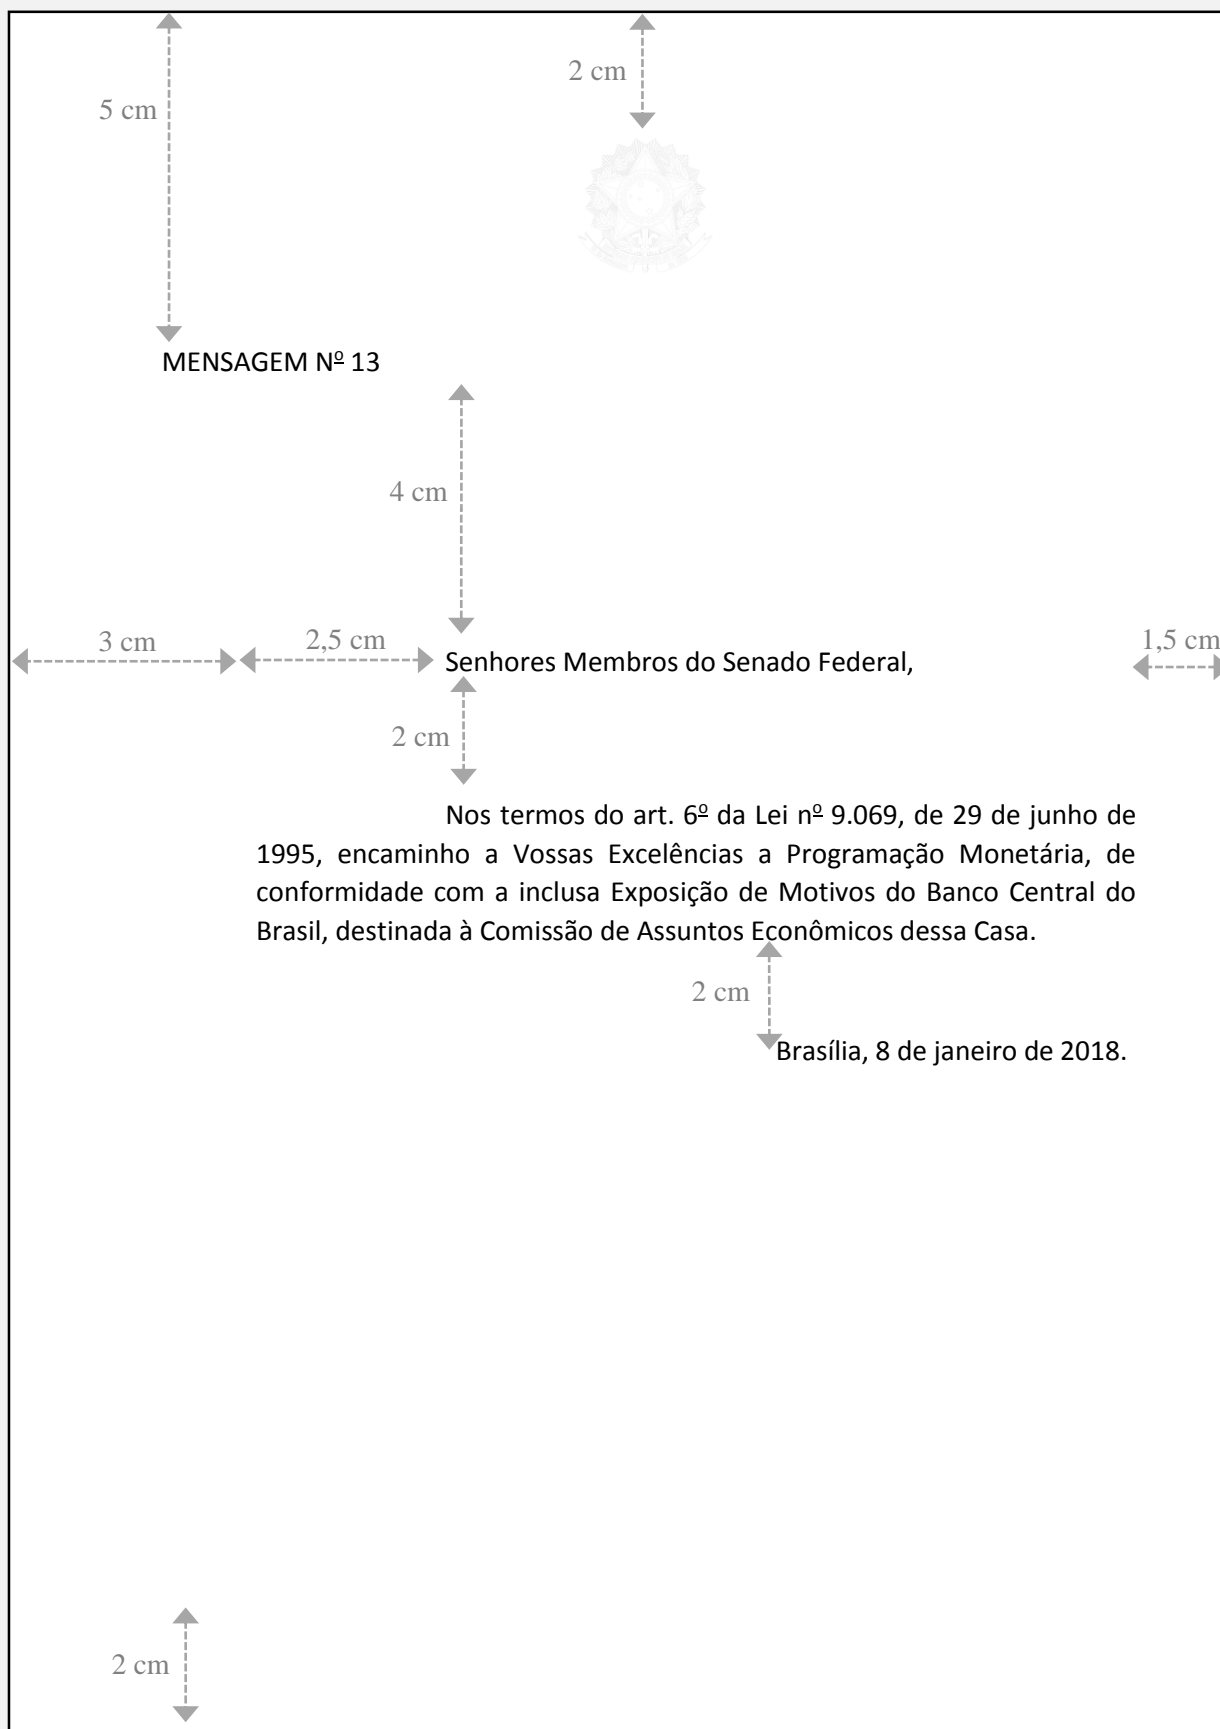 2 cm
5 cm
MENSAGEM Nº 13
4 cm
3 cm
2,5 cm
1,5 cm
Senhores Membros do Senado Federal,
2 cm
Nos termos do art. 6º da Lei nº 9.069, de 29 de junho de
1995, encaminho a Vossas Excelências a Programação Monetária, de
conformidade com a inclusa Exposição de Motivos do Banco Central do
Brasil, destinada à Comissão de Assuntos Econômicos dessa Casa.
2 cm
Brasília, 8 de janeiro de 2018.
2 cm